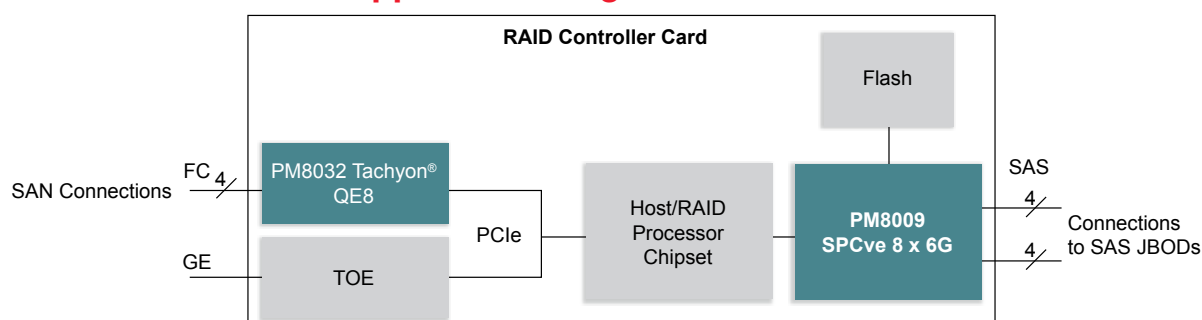 RAID Controller Card
Flash
FC
4
SAN Connections
PM8032 Tachyon®
QE8
GE
TOE
PCIe
Host/RAID
Processor
Chipset
PM8009
SPCve 8 x 6G
SAS
4
4
Connections
to SAS JBODs